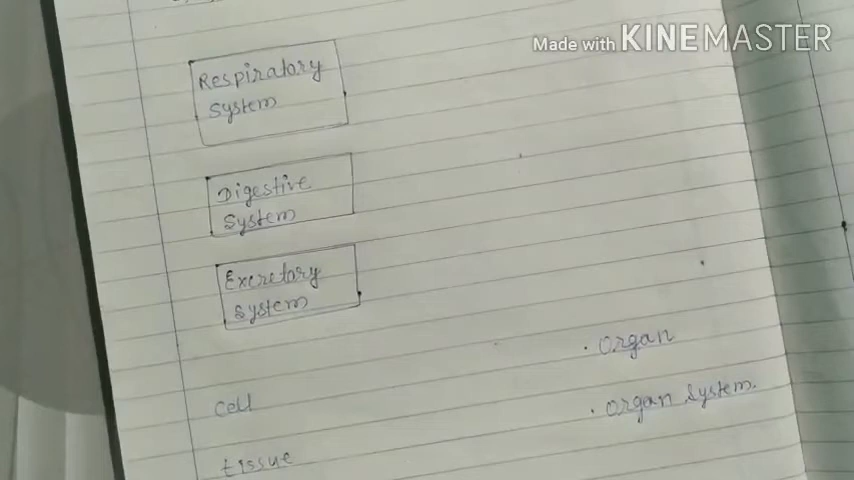 Made with KINEMASTER
Respiratory
System
Digestive
System
Excretory
System
• Organ
cell
• Organ System.
tissue